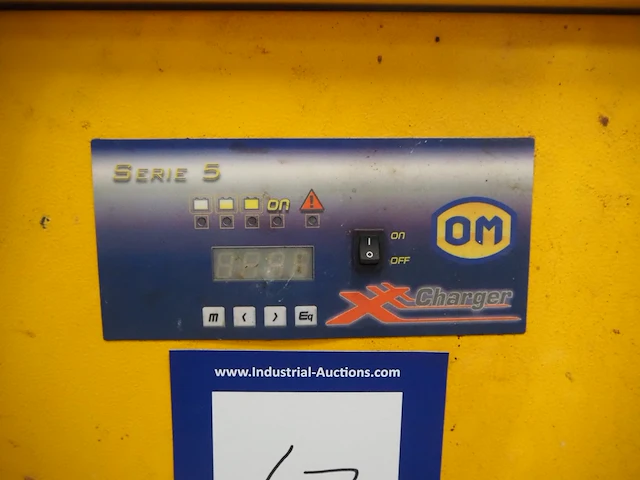 SERIE 5
ON
ON
OFF
I
O
OM
Charger
m
<
>
Eq
www.Industrial-Auctions.com